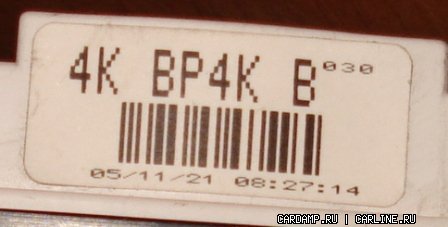 4K BP4K B 030
05/11/21 08:27:14
CARDAMP.RU | CARLINE.RU